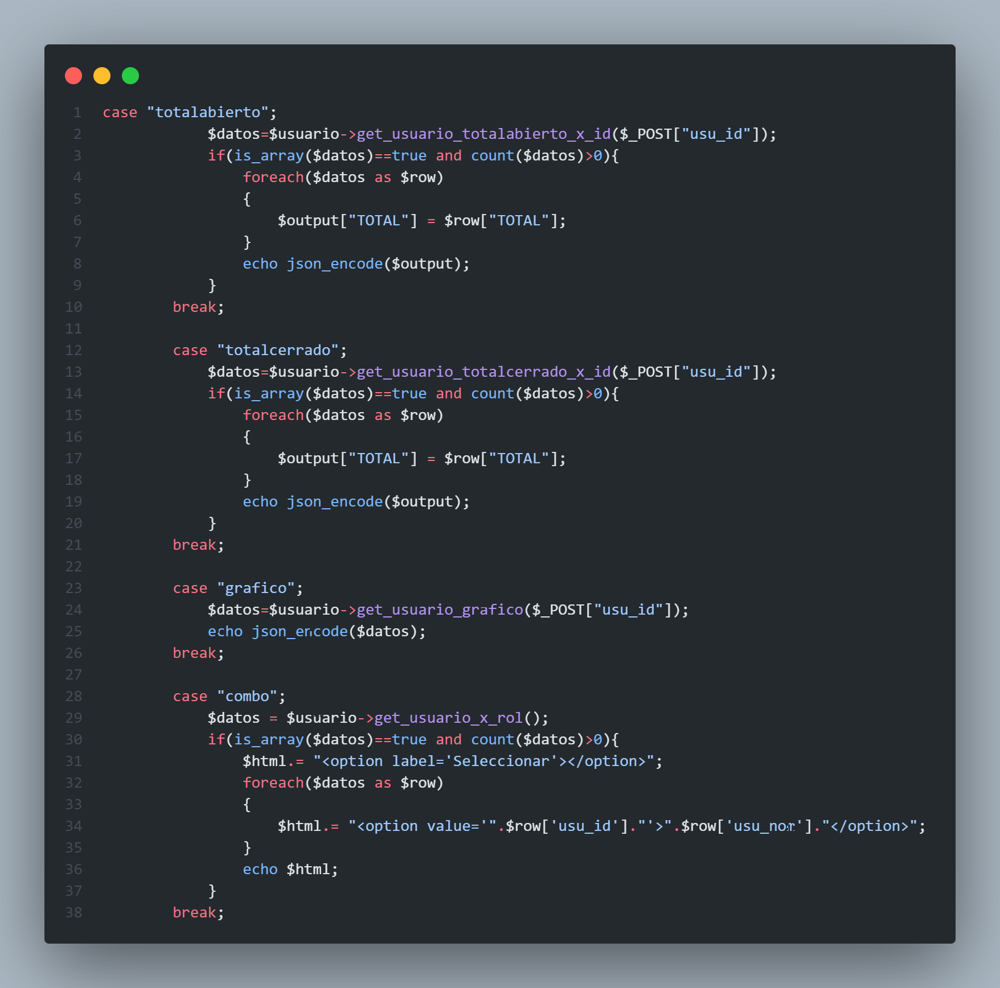 1 case "totalabierto";
2 $datos=$usuario->get_usuario_totalabierto_x_id($_POST["usu_id"]);
3 if(is_array($datos)==true and count($datos)>0){
4 foreach($datos as $row)
5 {
6 $output["TOTAL"] = $row["TOTAL"];
7 }
8 echo json_encode($output);
9 }
10 break;
11
12 case "totalcerrado";
13 $datos=$usuario->get_usuario_totalcerrado_x_id($_POST["usu_id"]);
14 if(is_array($datos)==true and count($datos)>0){
15 foreach($datos as $row)
16 {
17 $output["TOTAL"] = $row["TOTAL"];
18 }
19 echo json_encode($output);
20 }
21 break;
22
23 case "grafico";
24 $datos=$usuario->get_usuario_grafico($_POST["usu_id"]);
25 echo json_encode($datos);
26 break;
27
28 case "combo";
29 $datos = $usuario->get_usuario_x_rol();
30 if(is_array($datos)==true and count($datos)>0){
31 $html.= "<option label='Seleccionar'></option>";
32 foreach($datos as $row)
33 {
34 $html.= "<option value='".$row['usu_id']."'>".$row['usu_nom']."</option>";
35 }
36 echo $html;
37 }
38 break;